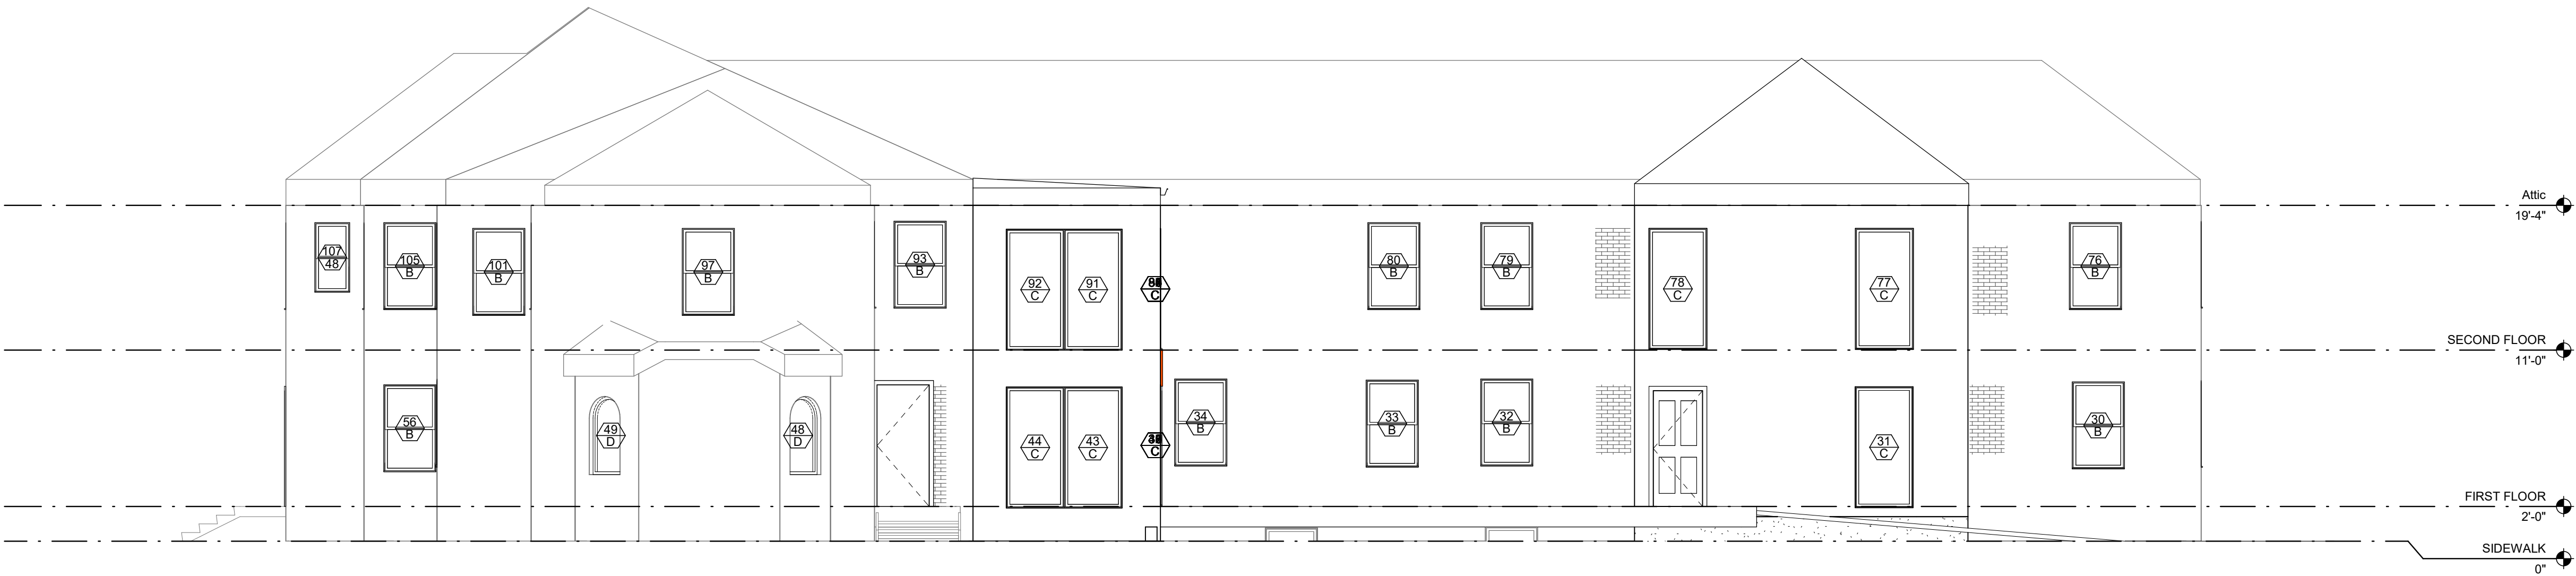 Attic
19'-4"
107
48
105
B
101
B
97
B
93
B
92
C
91
C
C
80
B
79
B
78
C
77
C
76
B
SECOND FLOOR
11'-0"
56
B
49
D
48
D
44
C
43
C
C
34
B
33
B
32
B
31
C
30
B
FIRST FLOOR
2'-0"
SIDEWALK
0"